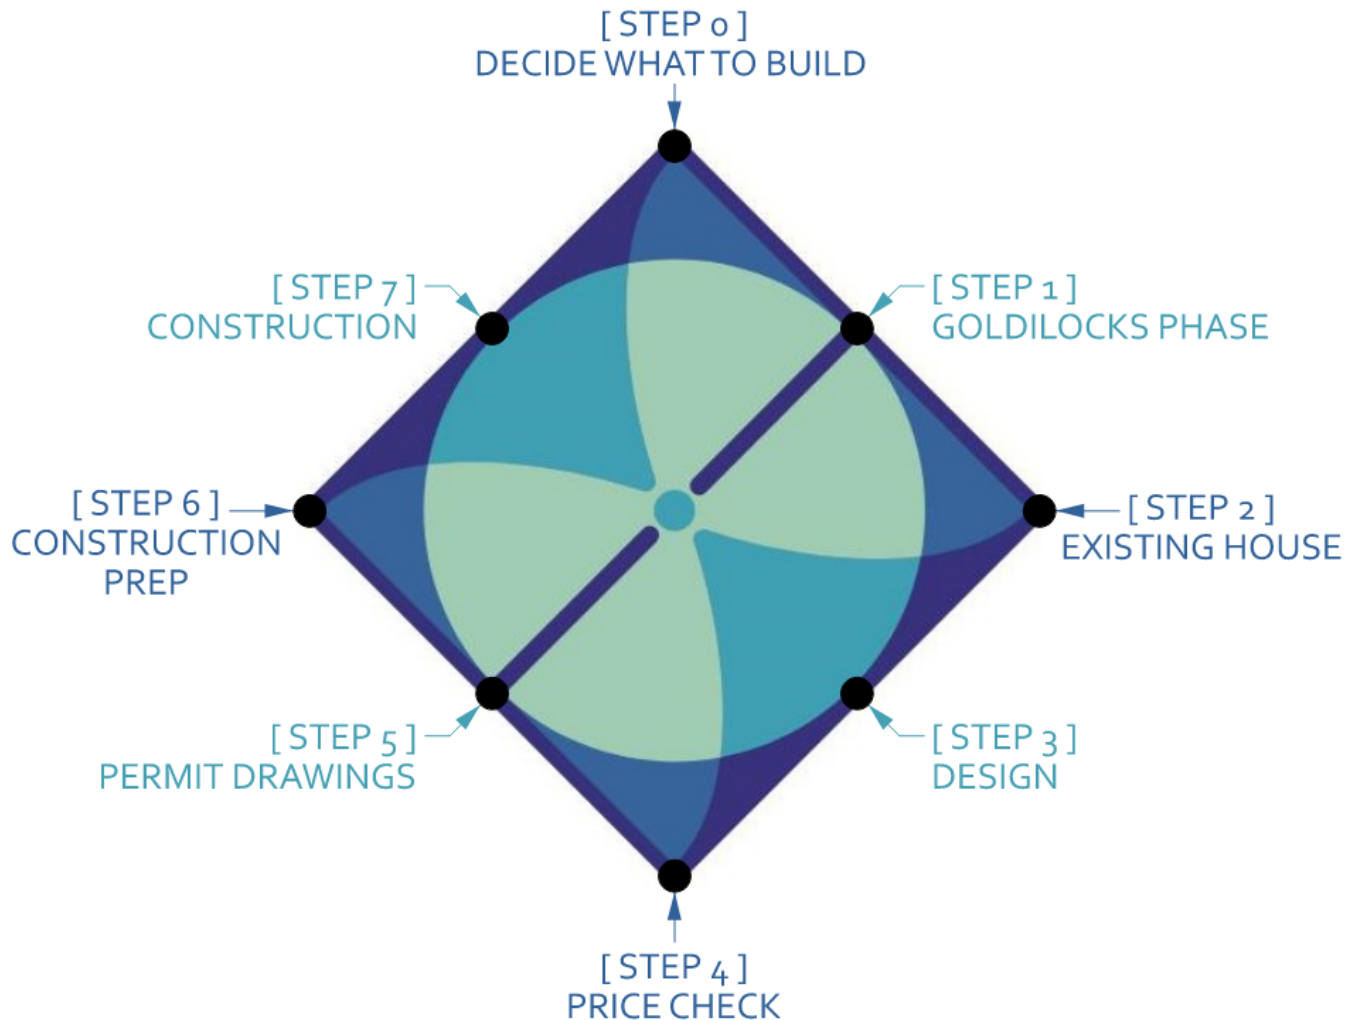 [ STEP 0 ]
DECIDE WHAT TO BUILD
[ STEP 7 ]
CONSTRUCTION
[ STEP 1 ]
GOLDILOCKS PHASE
[ STEP 6 ]
CONSTRUCTION
PREP
[ STEP 2 ]
EXISTING HOUSE
[ STEP 5 ]
PERMIT DRAWINGS
[ STEP 3 ]
DESIGN
[ STEP 4 ]
PRICE CHECK